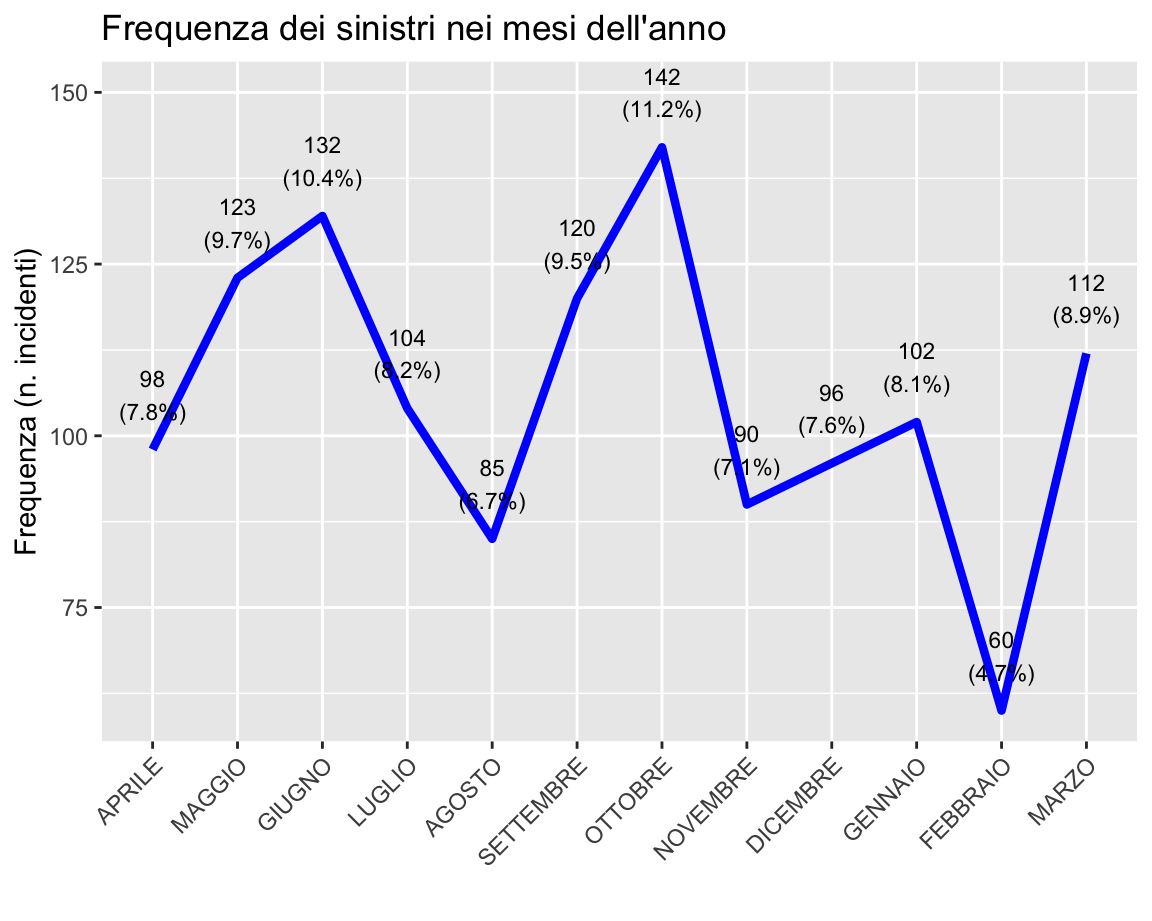 Frequenza dei sinistri nei mesi dell'anno
Frequenza (n. incidenti)
150
125
100
75
98
(7.8%)
123
(9.7%)
132
(10.4%)
104
(8.2%)
85
(6.7%)
120
(9.5%)
142
(11.2%)
90
(7.1%)
96
(7.6%)
102
(8.1%)
60
(4.7%)
112
(8.9%)
APRILE
MAGGIO
GIUGNO
LUGLIO
AGOSTO
SETTEMBRE
OTTOBRE
NOVEMBRE
DICEMBRE
GENNAIO
FEBBRAIO
MARZO